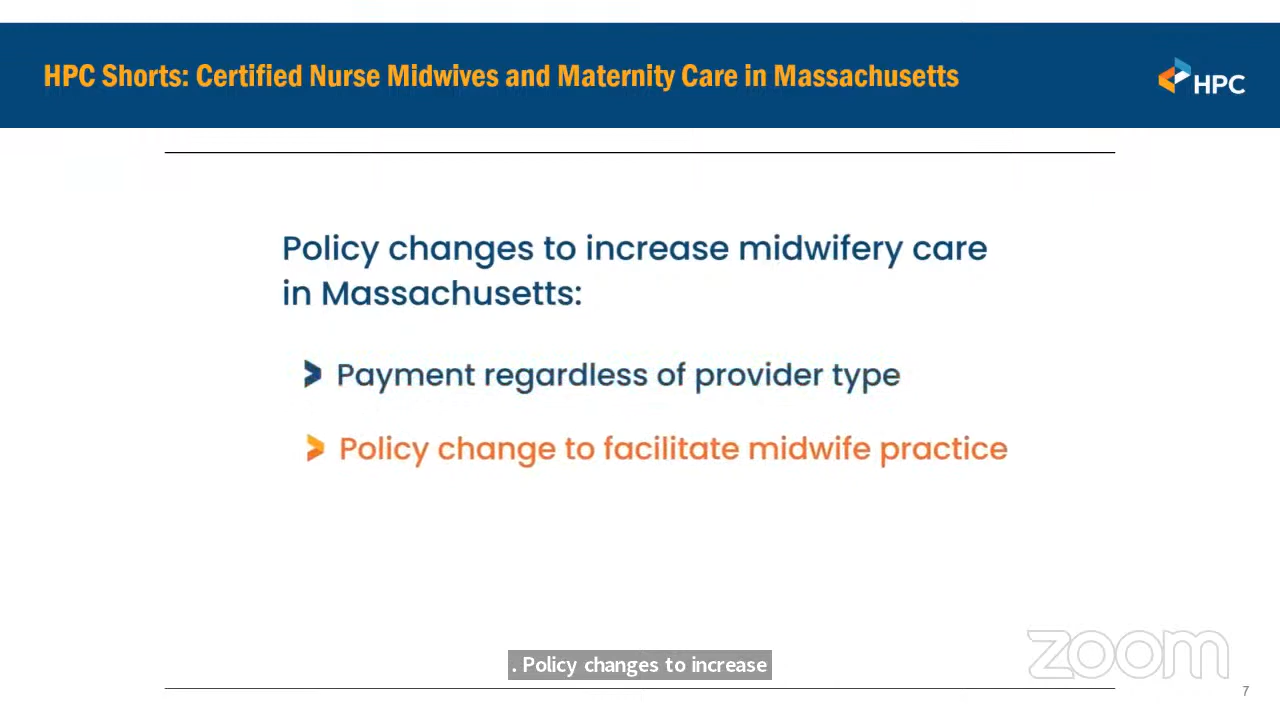 HPC Shorts: Certified Nurse Midwives and Maternity Care in Massachusetts
HPC
Policy changes to increase midwifery care
in Massachusetts:
Payment regardless of provider type
Policy change to facilitate midwife practice
. Policy changes to increase
zoom
7